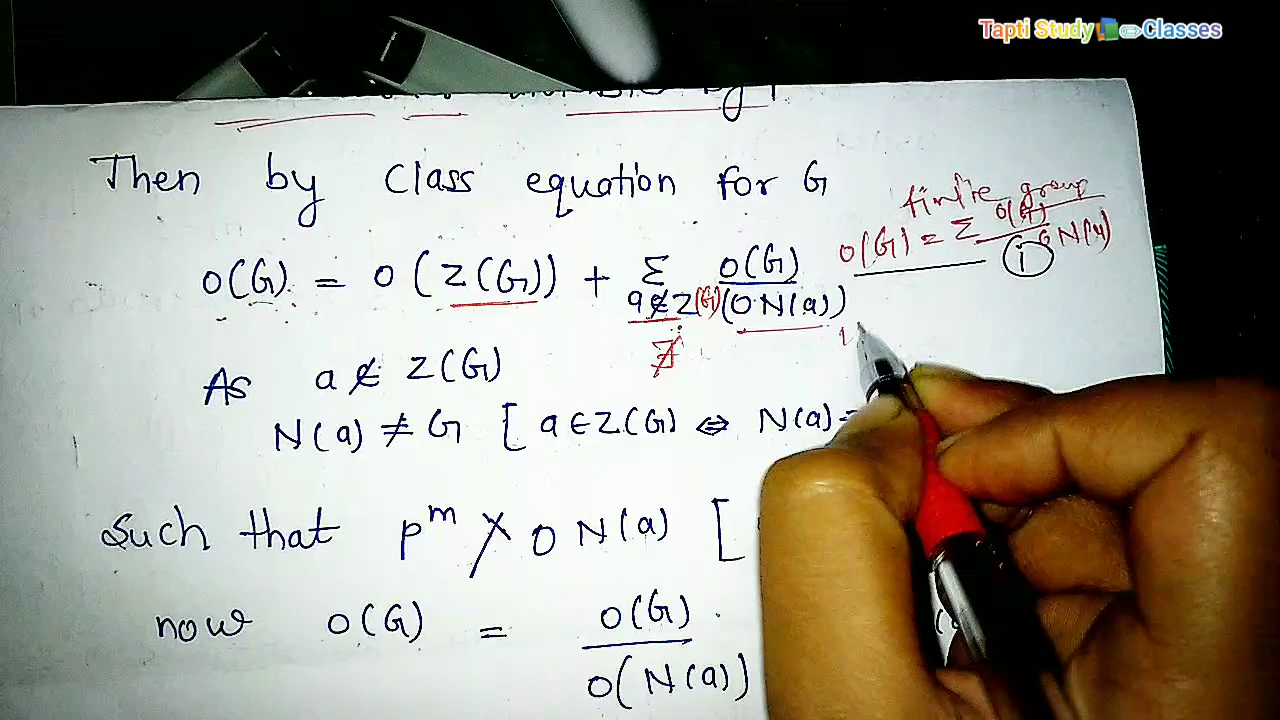 Tapti Study Classes
Then by Class equation for G
finite group
O(G) = Σ O(G) / O N(a)
O(G) = O(Z(G)) + Σ a∉Z(G) O(G) / (O N(a)) (i)
As a ∉ Z(G)
N(a) ≠ G [a ∈ Z(G) ⇔ N(a) =
Such that p^m ∤ O N(a) [
now O(G) = O(G) / O(N(a))